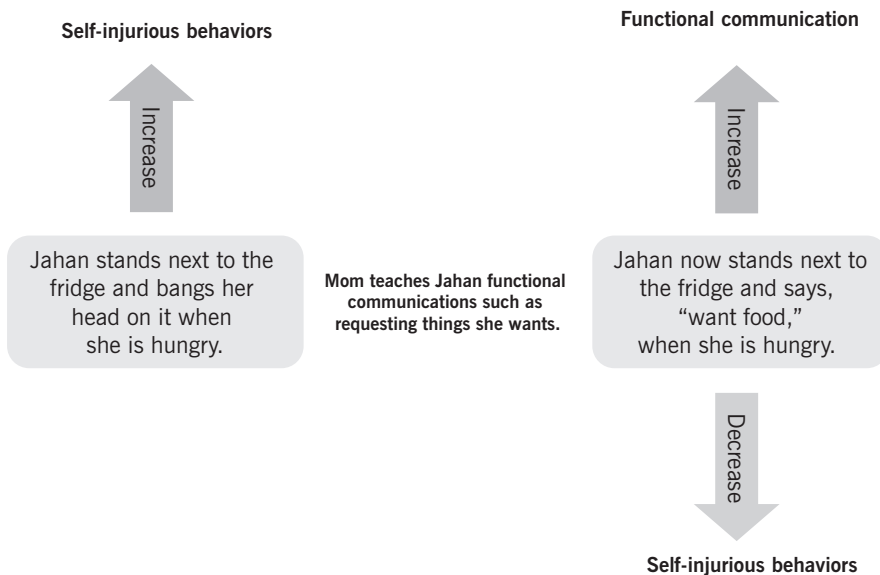 Self-injurious behaviors
Increase
Jahan stands next to the
fridge and bangs her
head on it when
she is hungry.
Mom teaches Jahan functional
communications such as
requesting things she wants.
Functional communication
Increase
Jahan now stands next to
the fridge and says,
“want food,”
when she is hungry.
Decrease
Self-injurious behaviors